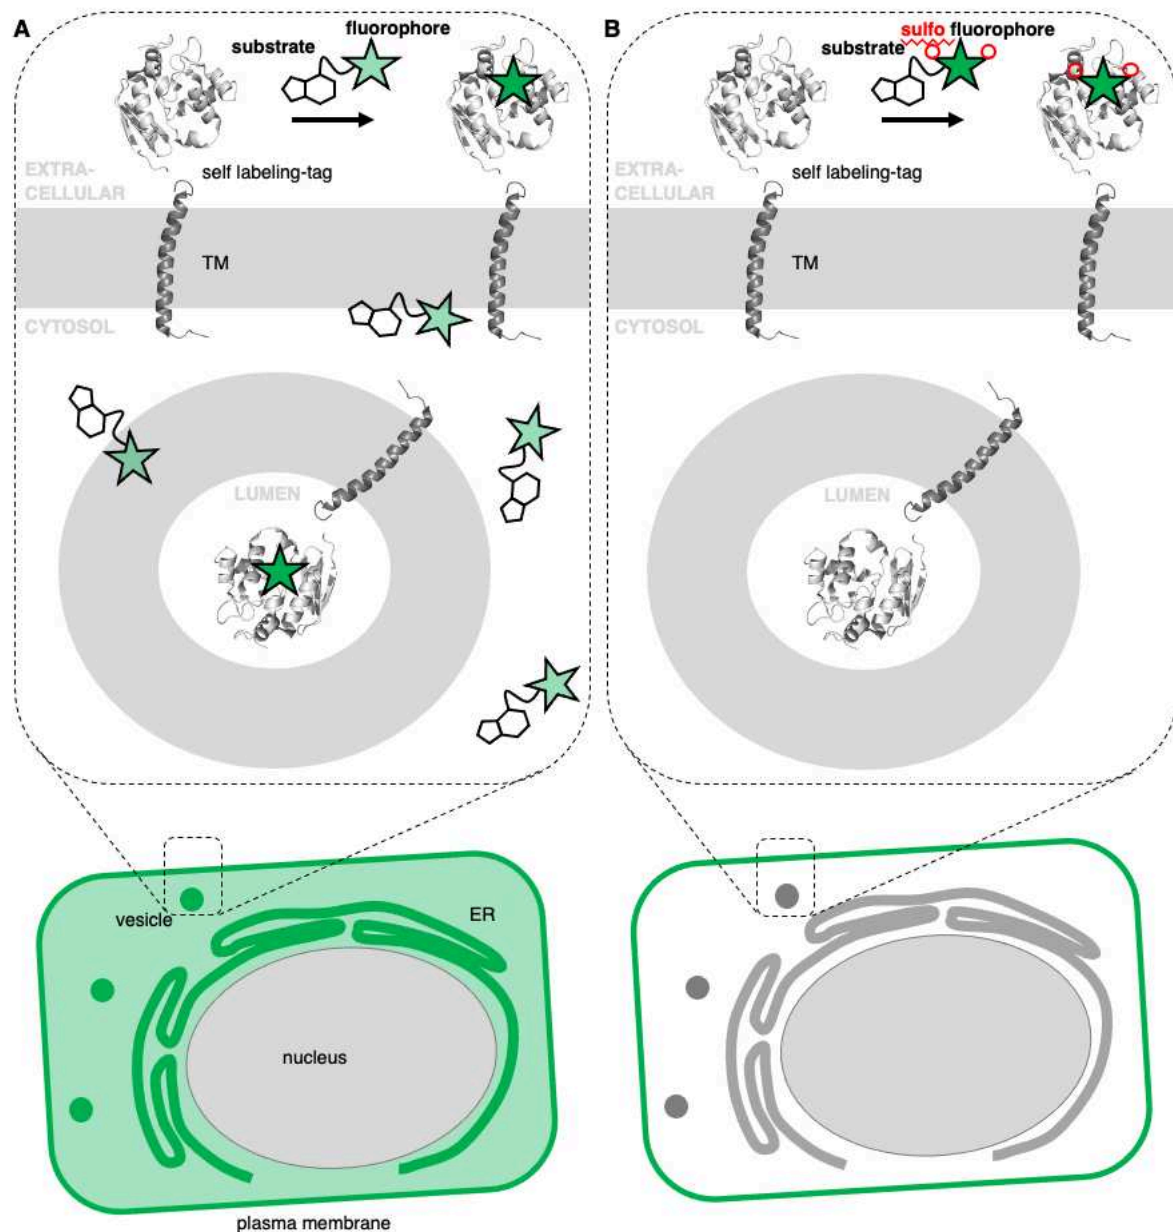 A
fluorophore
substrate
self labeling-tag
EXTRA-
CELLULAR
TM
CYTOSOL
LUMEN
vesicle
ER
nucleus
plasma membrane
B
sulfo fluorophore
substrate
self labeling-tag
EXTRA-
CELLULAR
TM
CYTOSOL
LUMEN